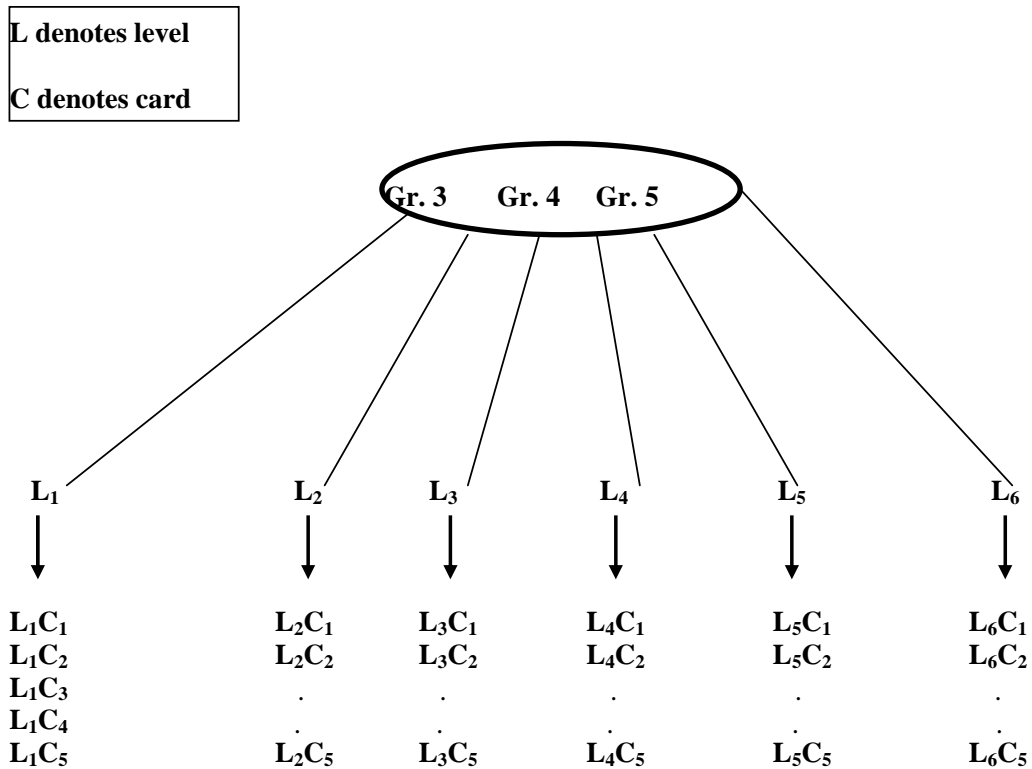 L denotes level
C denotes card
Gr. 3 Gr. 4 Gr. 5
L₁ L₂ L₃ L₄ L₅ L₆
L₁C₁ L₂C₁ L₃C₁ L₄C₁ L₅C₁ L₆C₁
L₁C₂ L₂C₂ L₃C₂ L₄C₂ L₅C₂ L₆C₂
L₁C₃ . . . . .
L₁C₄ . . . . .
L₁C₅ L₂C₅ L₃C₅ L₄C₅ L₅C₅ L₆C₅